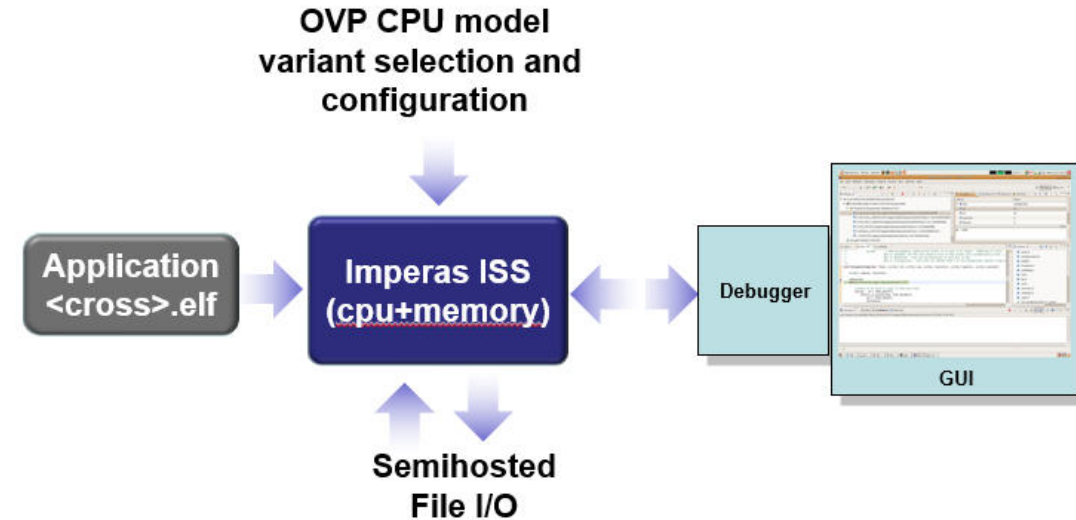 OVP CPU model
variant selection and
configuration
Application
<cross>.elf
Imperas ISS
(cpu+memory)
Debugger
GUI
Semihosted
File I/O